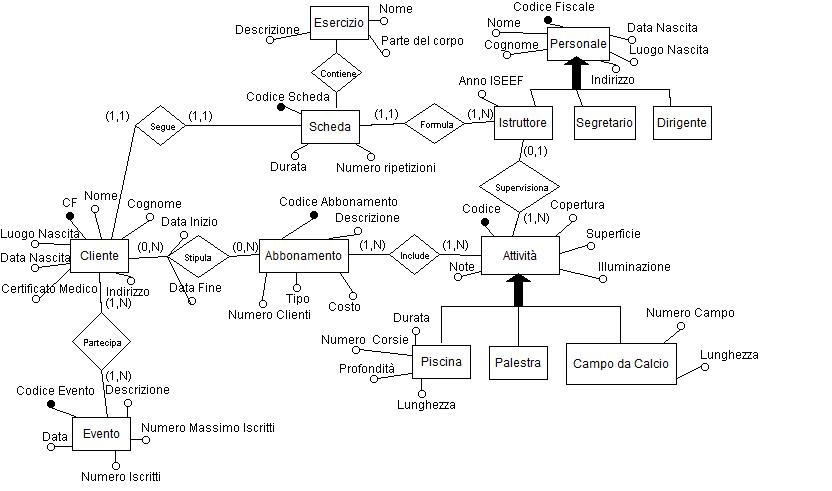 Codice Fiscale
Nome
Esercizio
Descrizione
Parte del corpo
Nome
Cognome
Personale
Data Nascita
Luogo Nascita
Indirizzo
Contiene
Anno ISEEF
Codice Scheda
(1,1)
Segue
(1,1)
Scheda
(1,1)
Formula
(1,N)
Istruttore
Segretario
Dirigente
Durata
Numero ripetizioni
(0,1)
Supervisiona
(1,N)
CF
Nome
Cognome
Codice Abbonamento
Descrizione
Codice
Copertura
Luogo Nascita
Data Inizio
Superficie
Data Nascita
Cliente
(0,N)
Stipula
(0,N)
Abbonamento
(1,N)
Include
(1,N)
Attività
Note
Illuminazione
Certificato Medico
Indirizzo
Data Fine
Numero Clienti
Tipo
Costo
(1,N)
Partecipa
(1,N)
Durata
Numero Corsie
Profondità
Lunghezza
Piscina
Palestra
Campo da Calcio
Numero Campo
Lunghezza
Codice Evento
Descrizione
Data
Evento
Numero Massimo Iscritti
Numero Iscritti